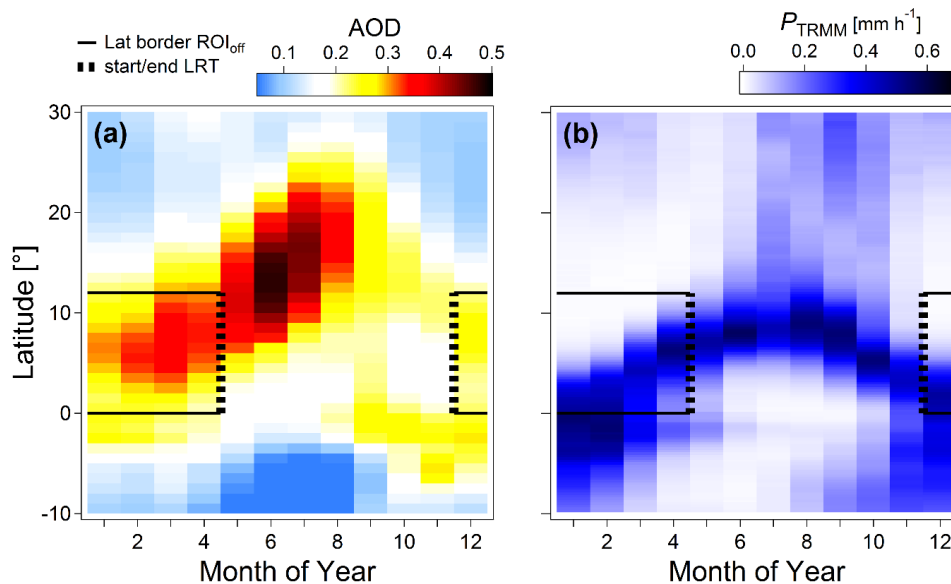 Lat border ROIoff
start/end LRT
AOD
0.1 0.2 0.3 0.4 0.5
PTRMM [mm h-1]
0.0 0.2 0.4 0.6
(a)
(b)
Latitude [°]
30
20
10
0
-10
2 4 6 8 10 12
2 4 6 8 10 12
Month of Year
Month of Year